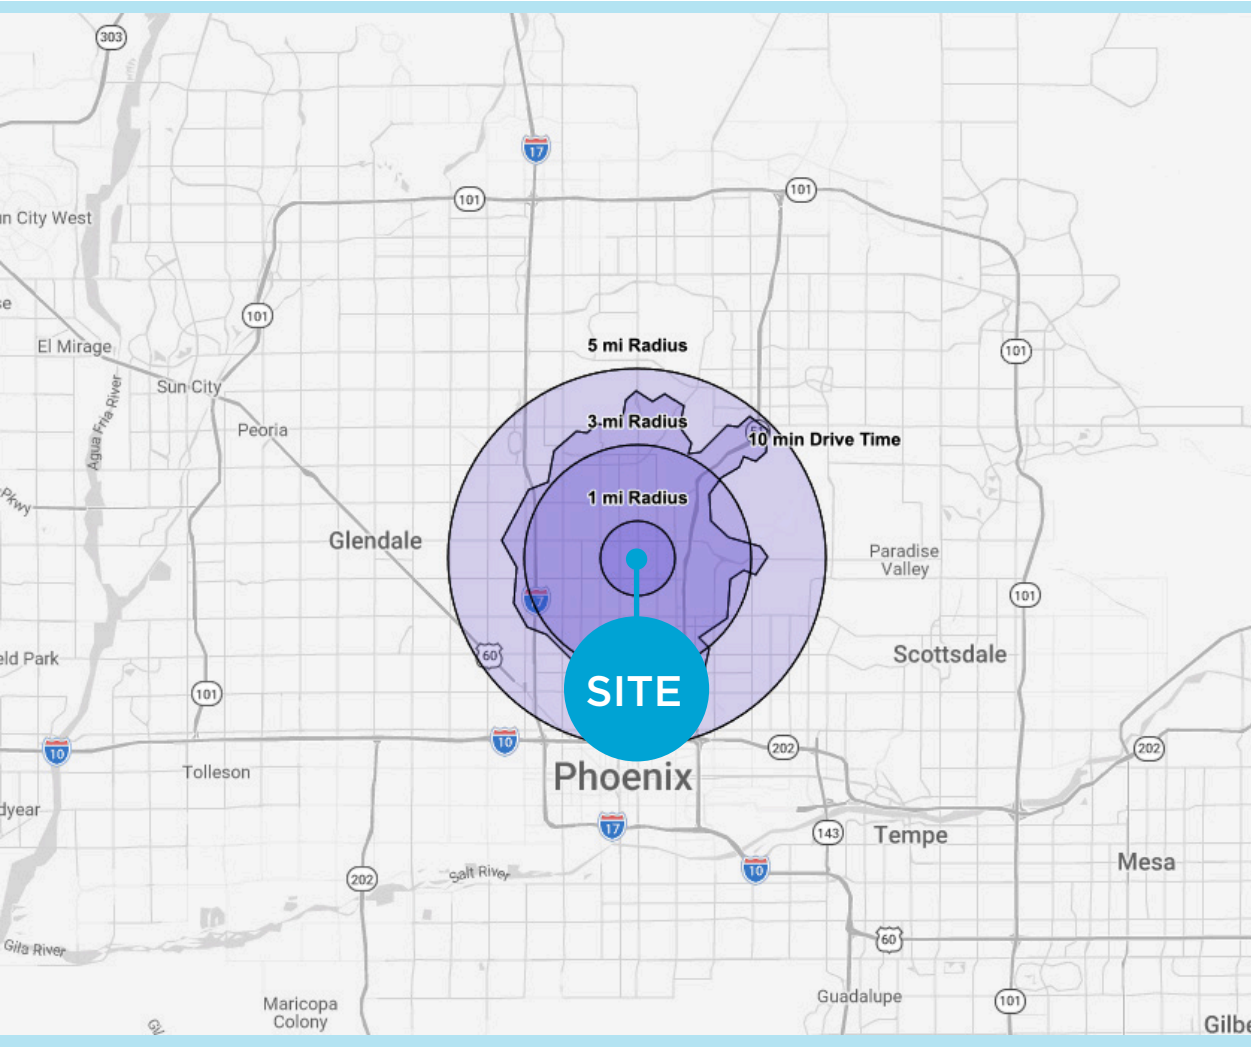 303
17
101
101
n City West
101
se
5 mi Radius
El Mirage
101
Sun City
3 mi Radius
Agua Fria River
Peoria
10 min Drive Time
1 mi Radius
Pkwy
Glendale
Paradise
Valley
101
60
eld Park
Scottsdale
101
SITE
10
10
202
202
Tolleson
Phoenix
dyear
17
143
Tempe
Mesa
10
202
Salt River
60
Gila River
Guadalupe
101
Maricopa
Colony
Gilbe